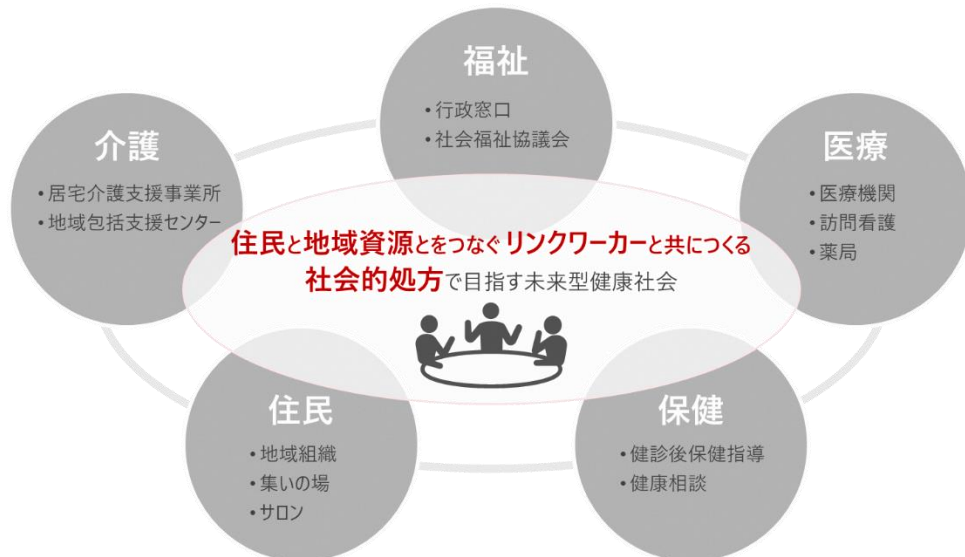 福祉
•行政窓口
•社会福祉協議会
介護
•居宅介護支援事業所
•地域包括支援センター
医療
•医療機関
•訪問看護
•薬局
住民と地域資源とをつなぐリンクワーカーと共につくる
社会的処方で目指す未来型健康社会
住民
•地域組織
•集いの場
•サロン
保健
•健診後保健指導
•健康相談